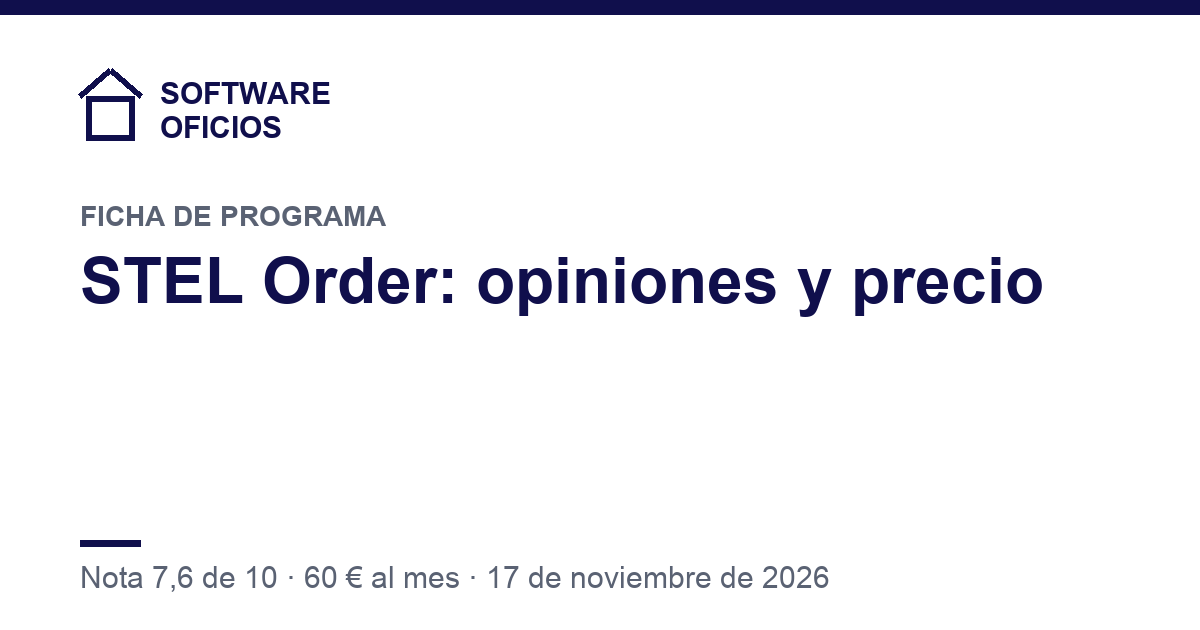 SOFTWARE
OFICIOS
FICHA DE PROGRAMA
STEL Order: opiniones y precio
Nota 7,6 de 10 · 60 € al mes · 17 de noviembre de 2026